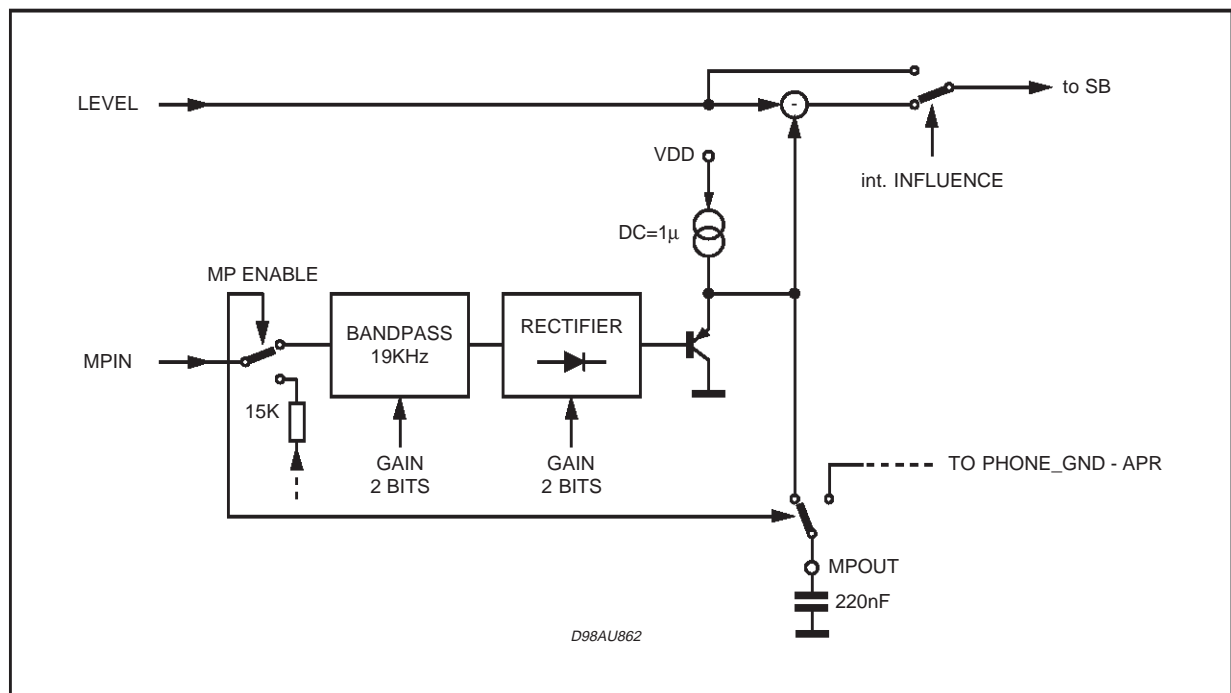 LEVEL
to SB
-
VDD
int. INFLUENCE
DC=1μ
MP ENABLE
BANDPASS
19KHz
RECTIFIER
MPIN
15K
GAIN
2 BITS
GAIN
2 BITS
TO PHONE_GND - APR
MPOUT
220nF
D98AU862